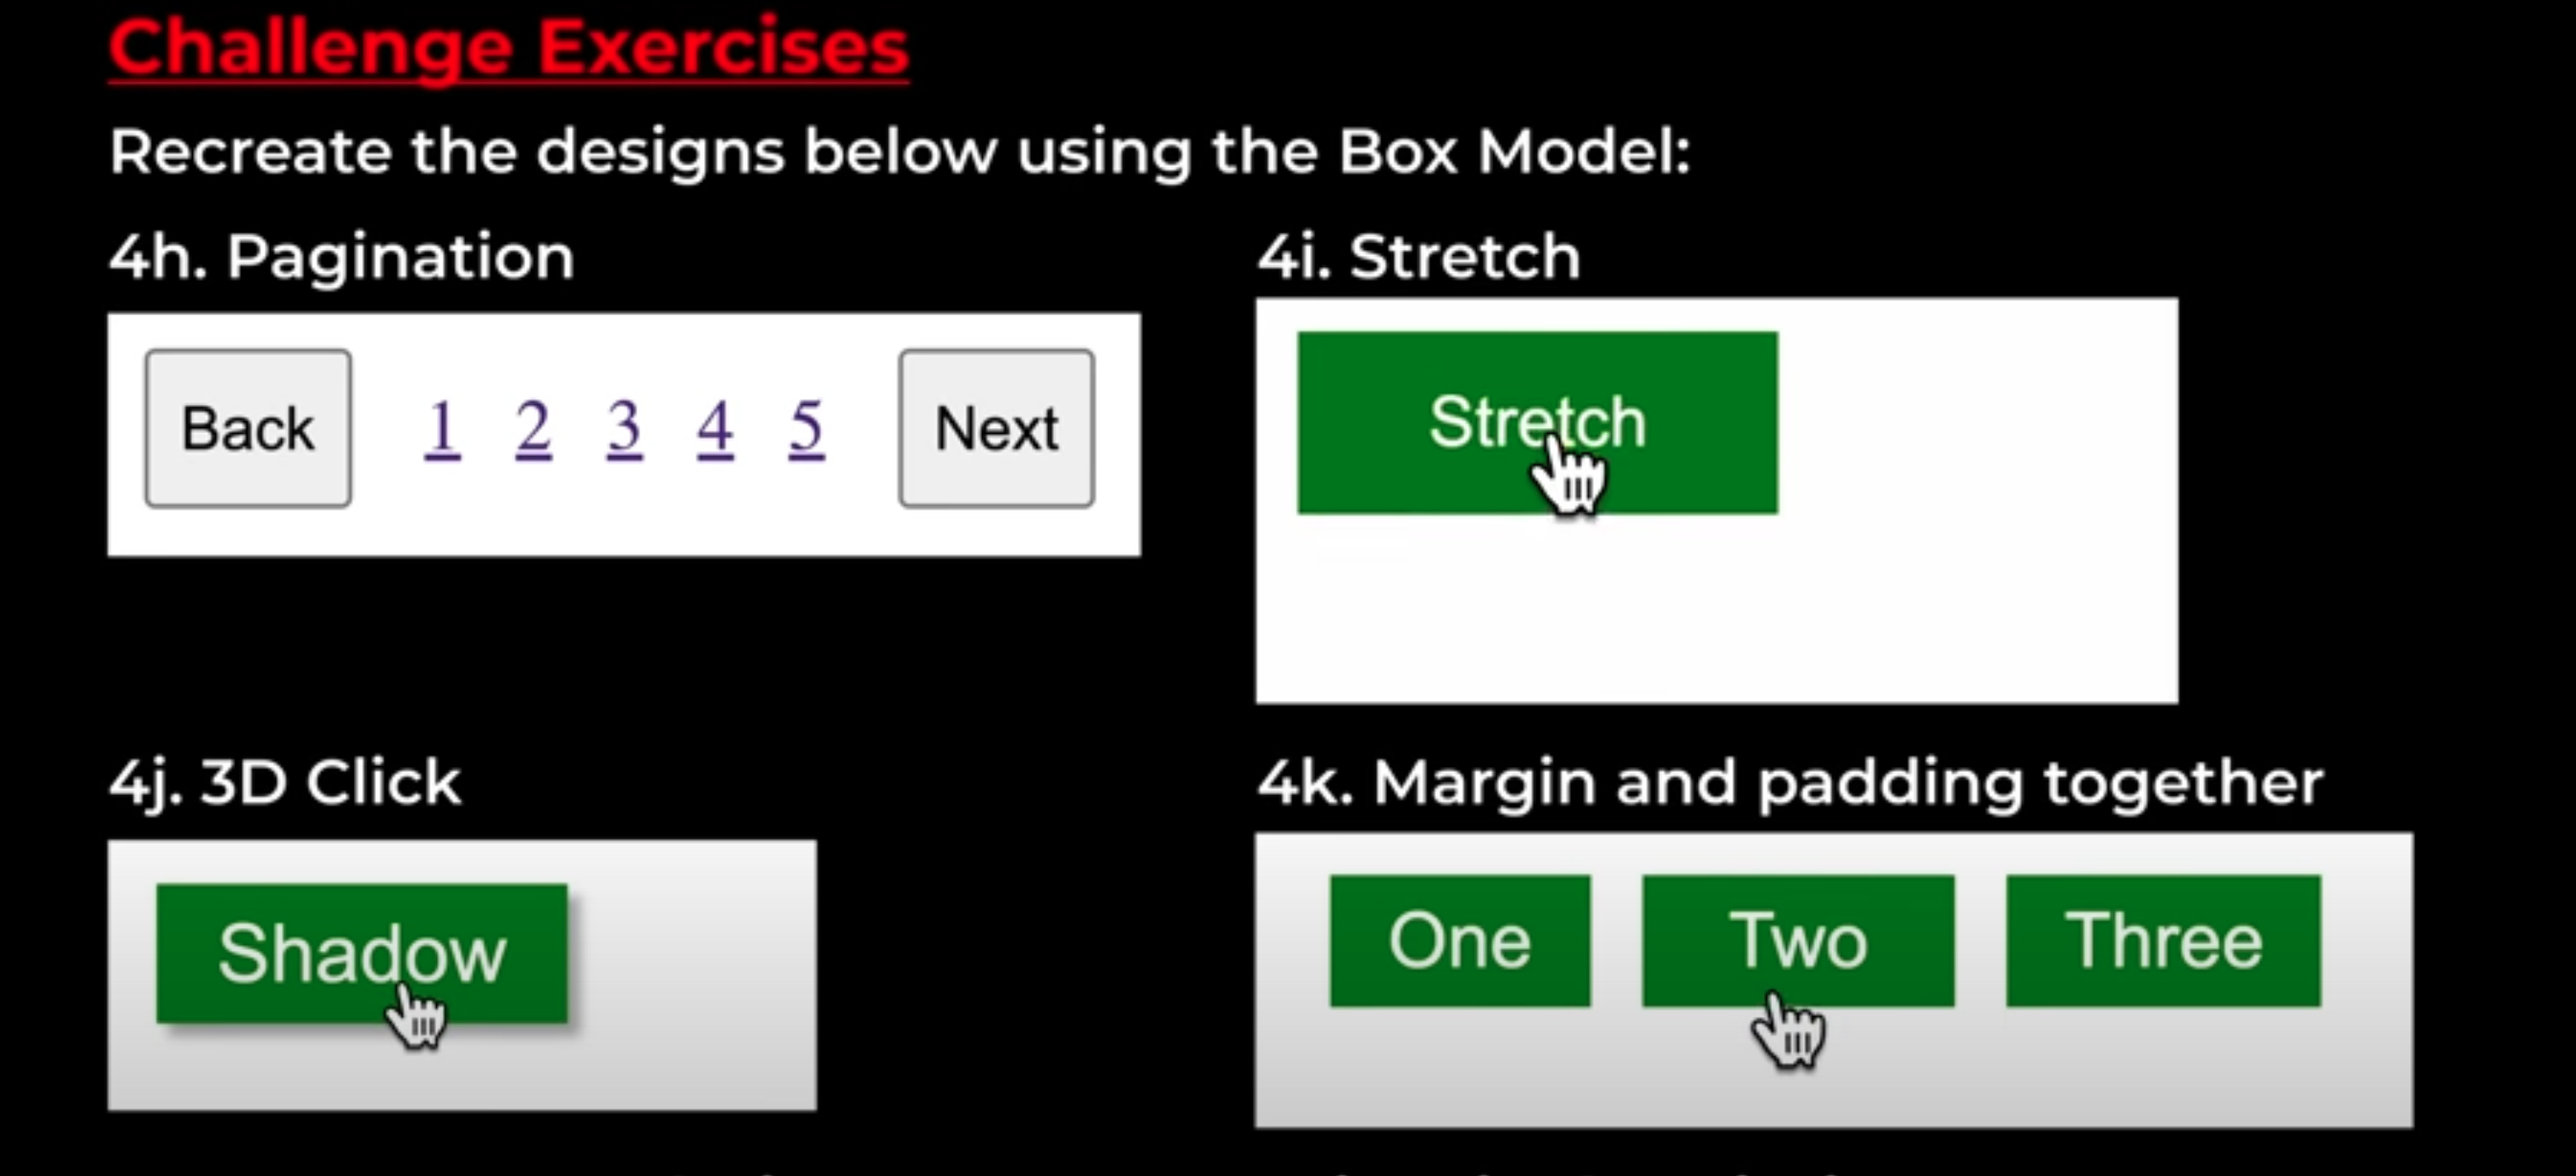 Challenge Exercises
Recreate the designs below using the Box Model:
4h. Pagination
Back 1 2 3 4 5 Next
4i. Stretch
Stretch
4j. 3D Click
Shadow
4k. Margin and padding together
One Two Three